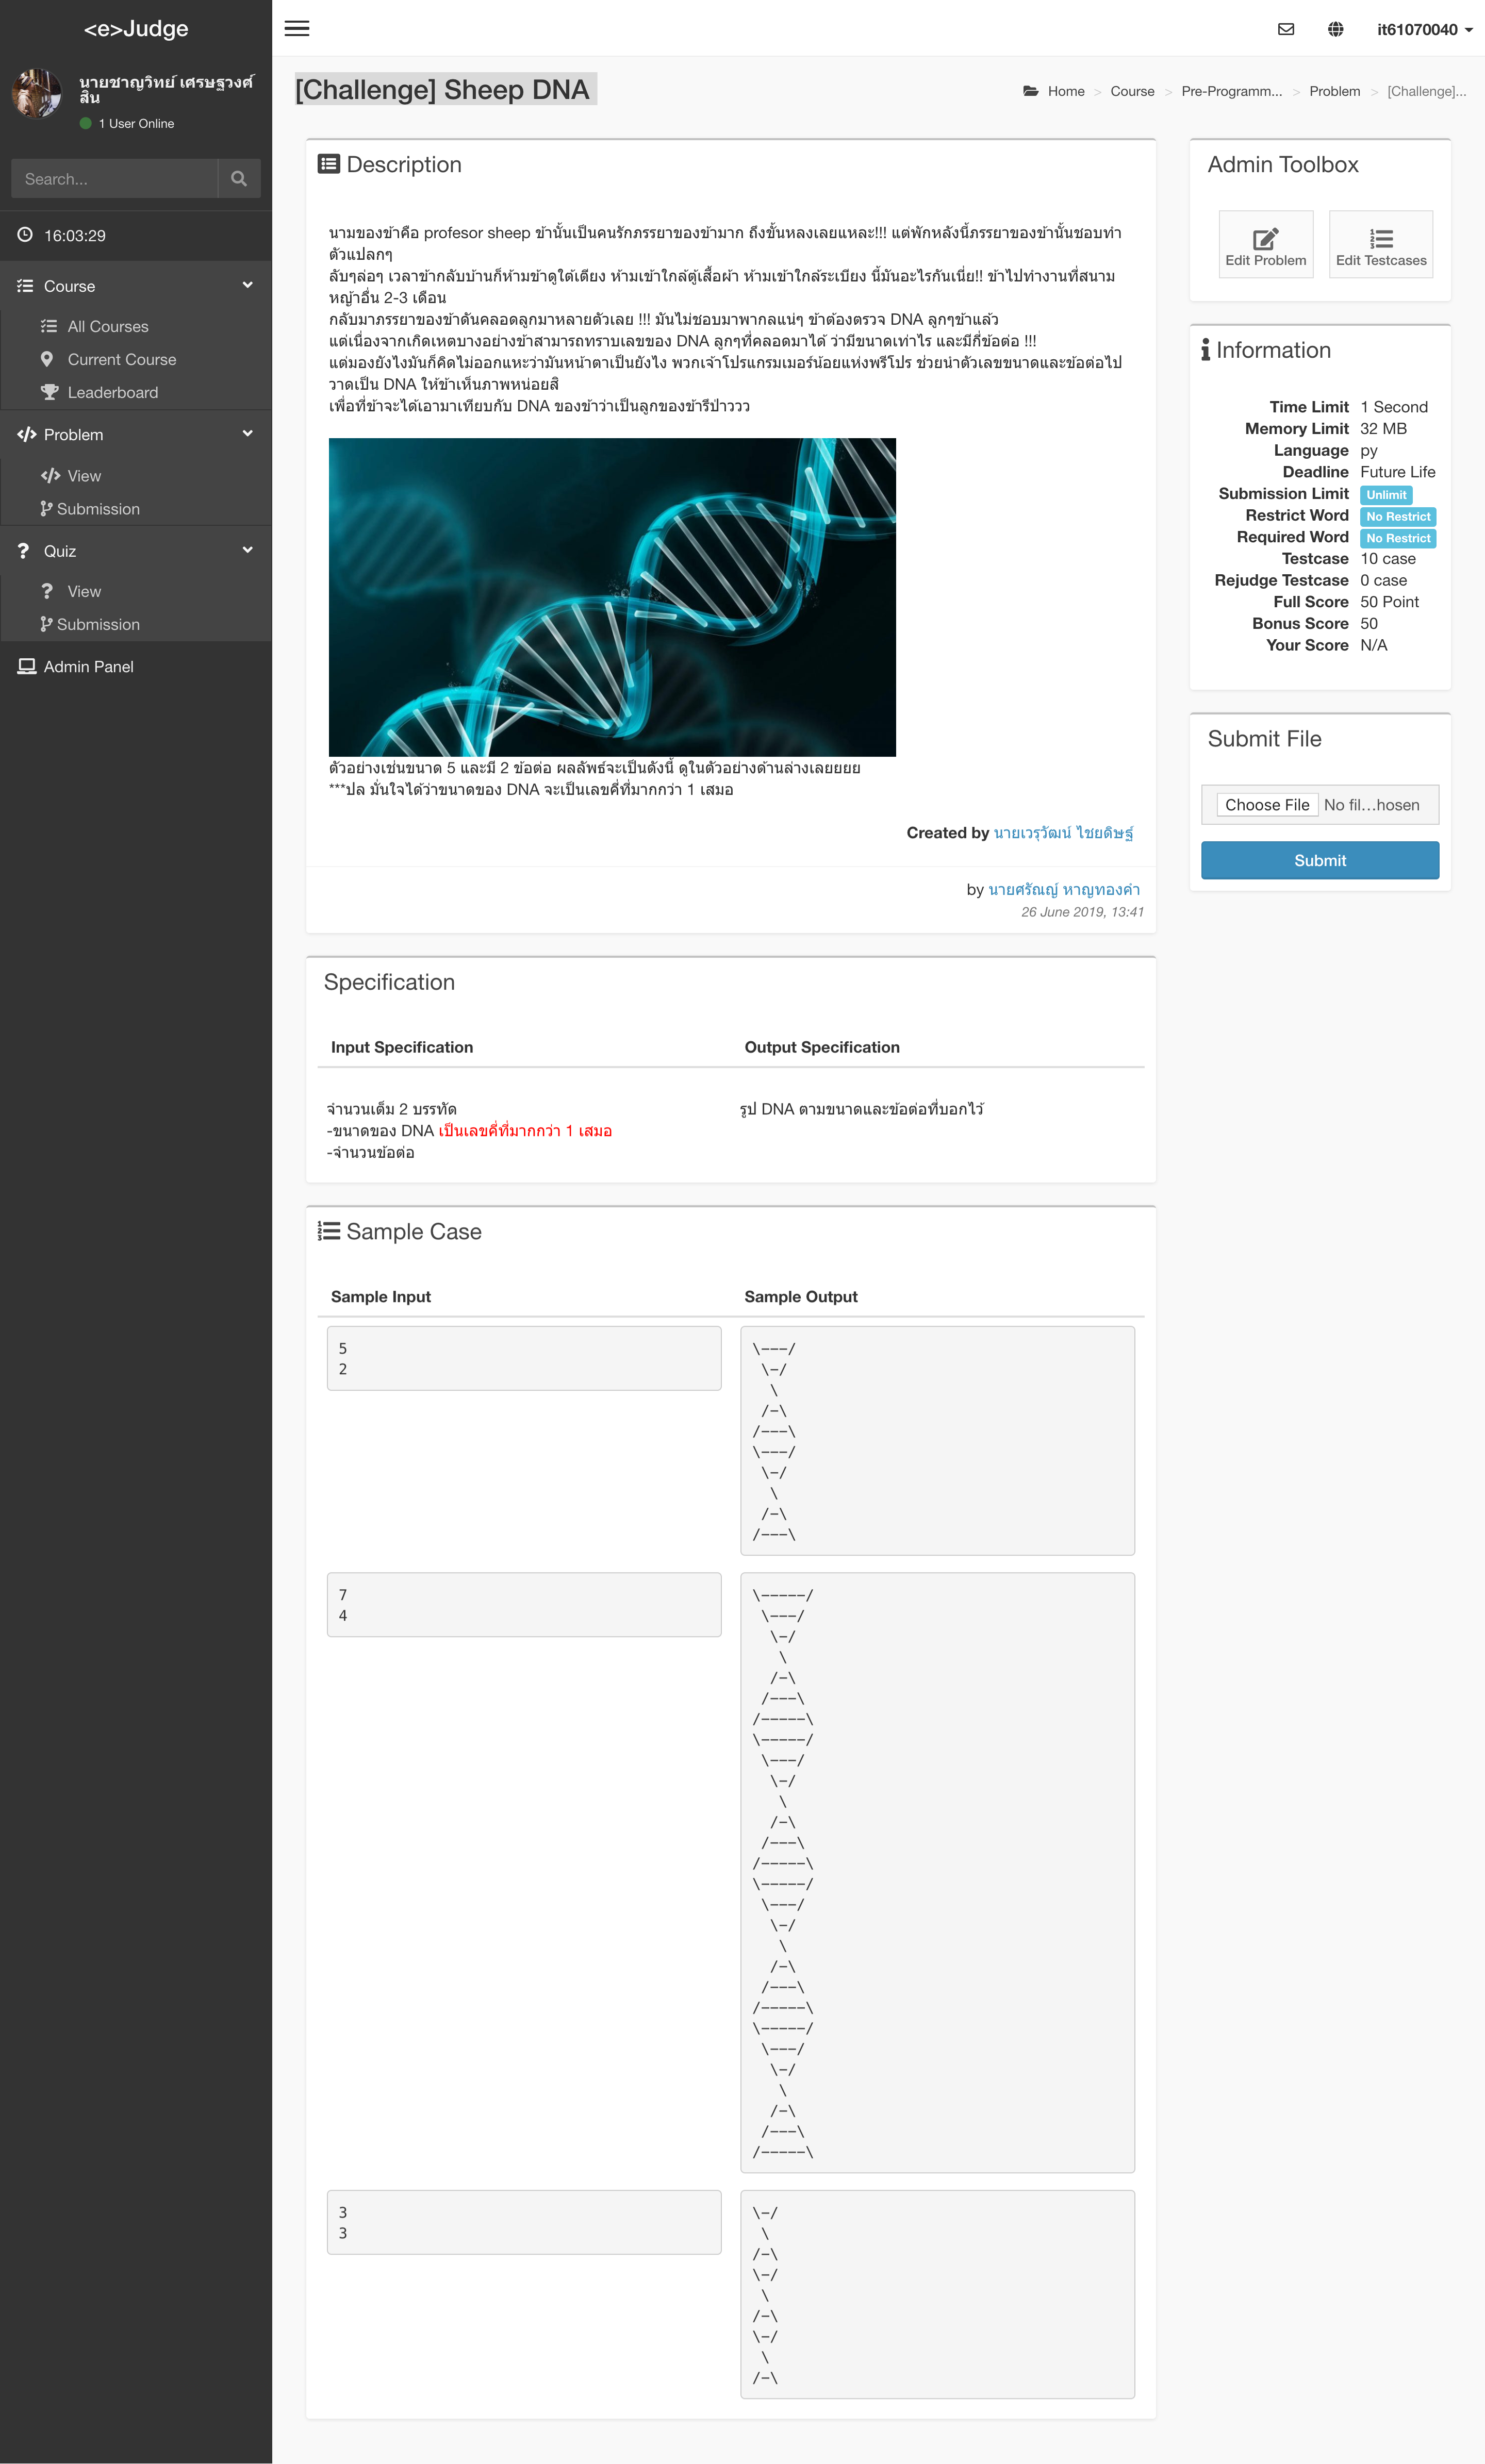 <e>Judge
it61070040
นายชาญวิทย์ เศรษฐวงศ์
สิน
1 User Online
Search...
16:03:29
Course
All Courses
Current Course
Leaderboard
Problem
View
Submission
Quiz
View
Submission
Admin Panel
[Challenge] Sheep DNA
Home > Course > Pre-Programm... > Problem > [Challenge]...
Description
นามของข้าคือ profesor sheep ข้านั้นเป็นคนรักภรรยาของข้ามาก ถึงขั้นหลงเลยแหละ!!! แต่พักหลังนี้ภรรยาของข้านั้นชอบทำ
ตัวแปลกๆ
ลับๆล่อๆ เวลาข้ากลับบ้านก็ห้ามข้าดูใต้เตียง ห้ามเข้าใกล้ตู้เสื้อผ้า ห้ามเข้าใกล้ระเบียง นี้มันอะไรกันเนี่ย!! ข้าไปทำงานที่สนาม
หญ้าอื่น 2-3 เดือน
กลับมาภรรยาของข้าดันคลอดลูกมาหลายตัวเลย !!! มันไม่ชอบมาพากลแน่ๆ ข้าต้องตรวจ DNA ลูกๆข้าแล้ว
แต่เนื่องจากเกิดเหตุบางอย่างข้าสามารถทราบเลขของ DNA ลูกๆที่คลอดมาได้ ว่ามีขนาดเท่าไร และมีกี่ข้อต่อ !!!
แต่มองยังไงมันก็คิดไม่ออกแหะว่ามันหน้าตาเป็นยังไง พวกเจ้าโปรแกรมเมอร์น้อยแห่งพรีโปร ช่วยนำตัวเลขขนาดและข้อต่อไป
วาดเป็น DNA ให้ข้าเห็นภาพหน่อยสิ
เพื่อที่ข้าจะได้เอามาเทียบกับ DNA ของข้าว่าเป็นลูกของข้ารึป่าววว
ตัวอย่างเช่นขนาด 5 และมี 2 ข้อต่อ ผลลัพธ์จะเป็นดังนี้ ดูในตัวอย่างด้านล่างเลยยยย
***ปล มั่นใจได้ว่าขนาดของ DNA จะเป็นเลขคี่ที่มากกว่า 1 เสมอ
Created by นายเวรุวัฒน์ ไชยดิษฐ์
by นายศรัณญ์ หาญทองคำ
26 June 2019, 13:41
Admin Toolbox
Edit Problem
Edit Testcases
Information
Time Limit 1 Second
Memory Limit 32 MB
Language py
Deadline Future Life
Submission Limit Unlimit
Restrict Word No Restrict
Required Word No Restrict
Testcase 10 case
Rejudge Testcase 0 case
Full Score 50 Point
Bonus Score 50
Your Score N/A
Submit File
Choose File No fil...hosen
Submit
Specification
Input Specification
Output Specification
จำนวนเต็ม 2 บรรทัด
-ขนาดของ DNA เป็นเลขคี่ที่มากกว่า 1 เสมอ
-จำนวนข้อต่อ
รูป DNA ตามขนาดและข้อต่อที่บอกไว้
Sample Case
Sample Input
Sample Output
5
2
\---/
 \-/
  \
 /-\
/---\
\---/
 \-/
  \
 /-\
/---\
7
4
\-----/
 \---/
  \-/
   \
  /-\
 /---\
/-----\
\-----/
 \---/
  \-/
   \
  /-\
 /---\
/-----\
\-----/
 \---/
  \-/
   \
  /-\
 /---\
/-----\
\-----/
 \---/
  \-/
   \
  /-\
 /---\
/-----\
3
3
\-/
 \
/-\
\-/
 \
/-\
\-/
 \
/-\